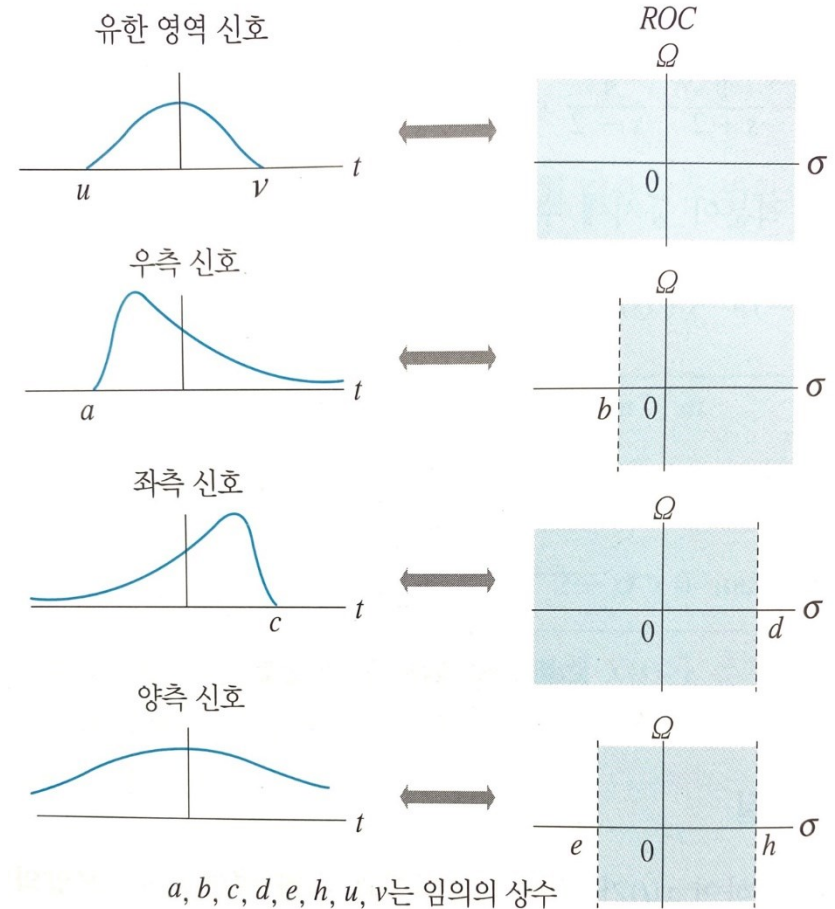 유한 영역 신호
ROC
Ω
t
σ
u
v
0
우측 신호
Ω
t
σ
a
b
0
좌측 신호
Ω
t
σ
c
0
d
양측 신호
Ω
t
σ
e
0
h
a, b, c, d, e, h, u, v는 임의의 상수